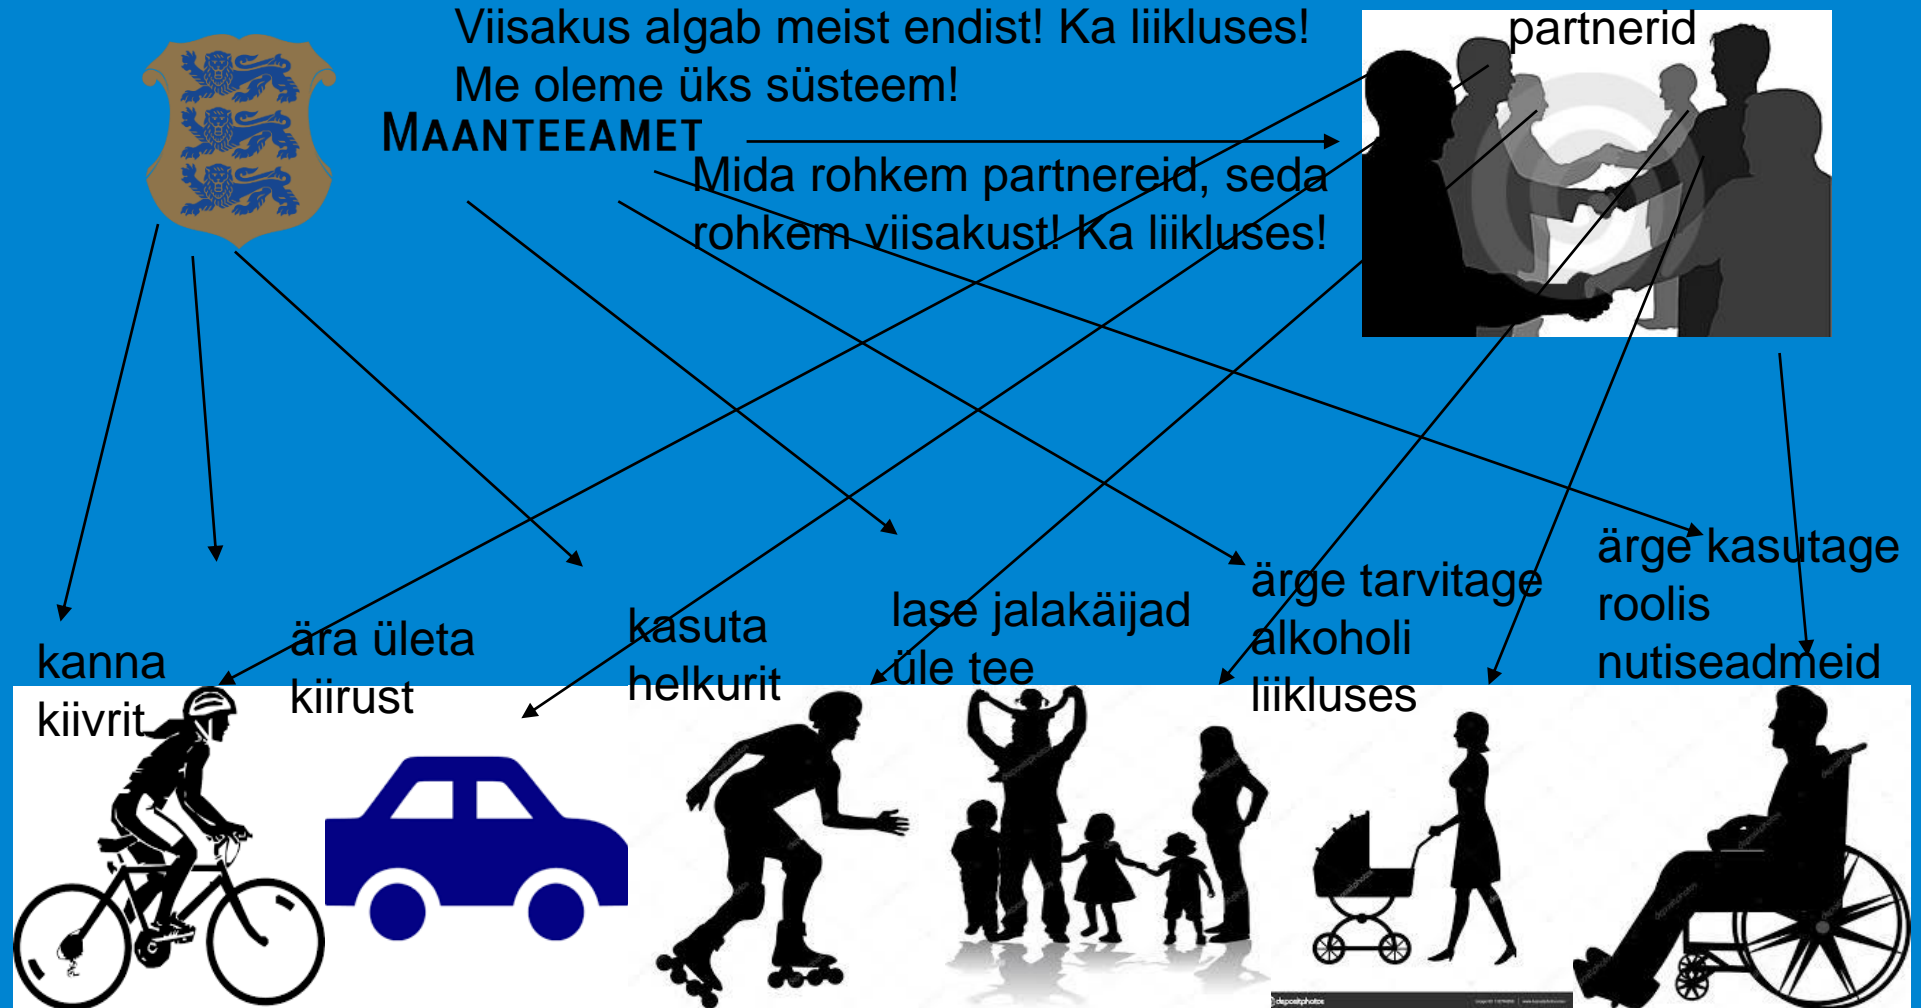 Viisakus algab meist endist! Ka liikluses!
Me oleme üks süsteem!
partnerid
MAANTEEAMET
Mida rohkem partnereid, seda
rohkem viisakust! Ka liikluses!
kanna
kiivrit
ära ületa
kiirust
kasuta
helkurit
lase jalakäijad
üle tee
ärge tarvitage
alkoholi
liikluses
ärge kasutage
roolis
nutiseadmeid
depositphotos